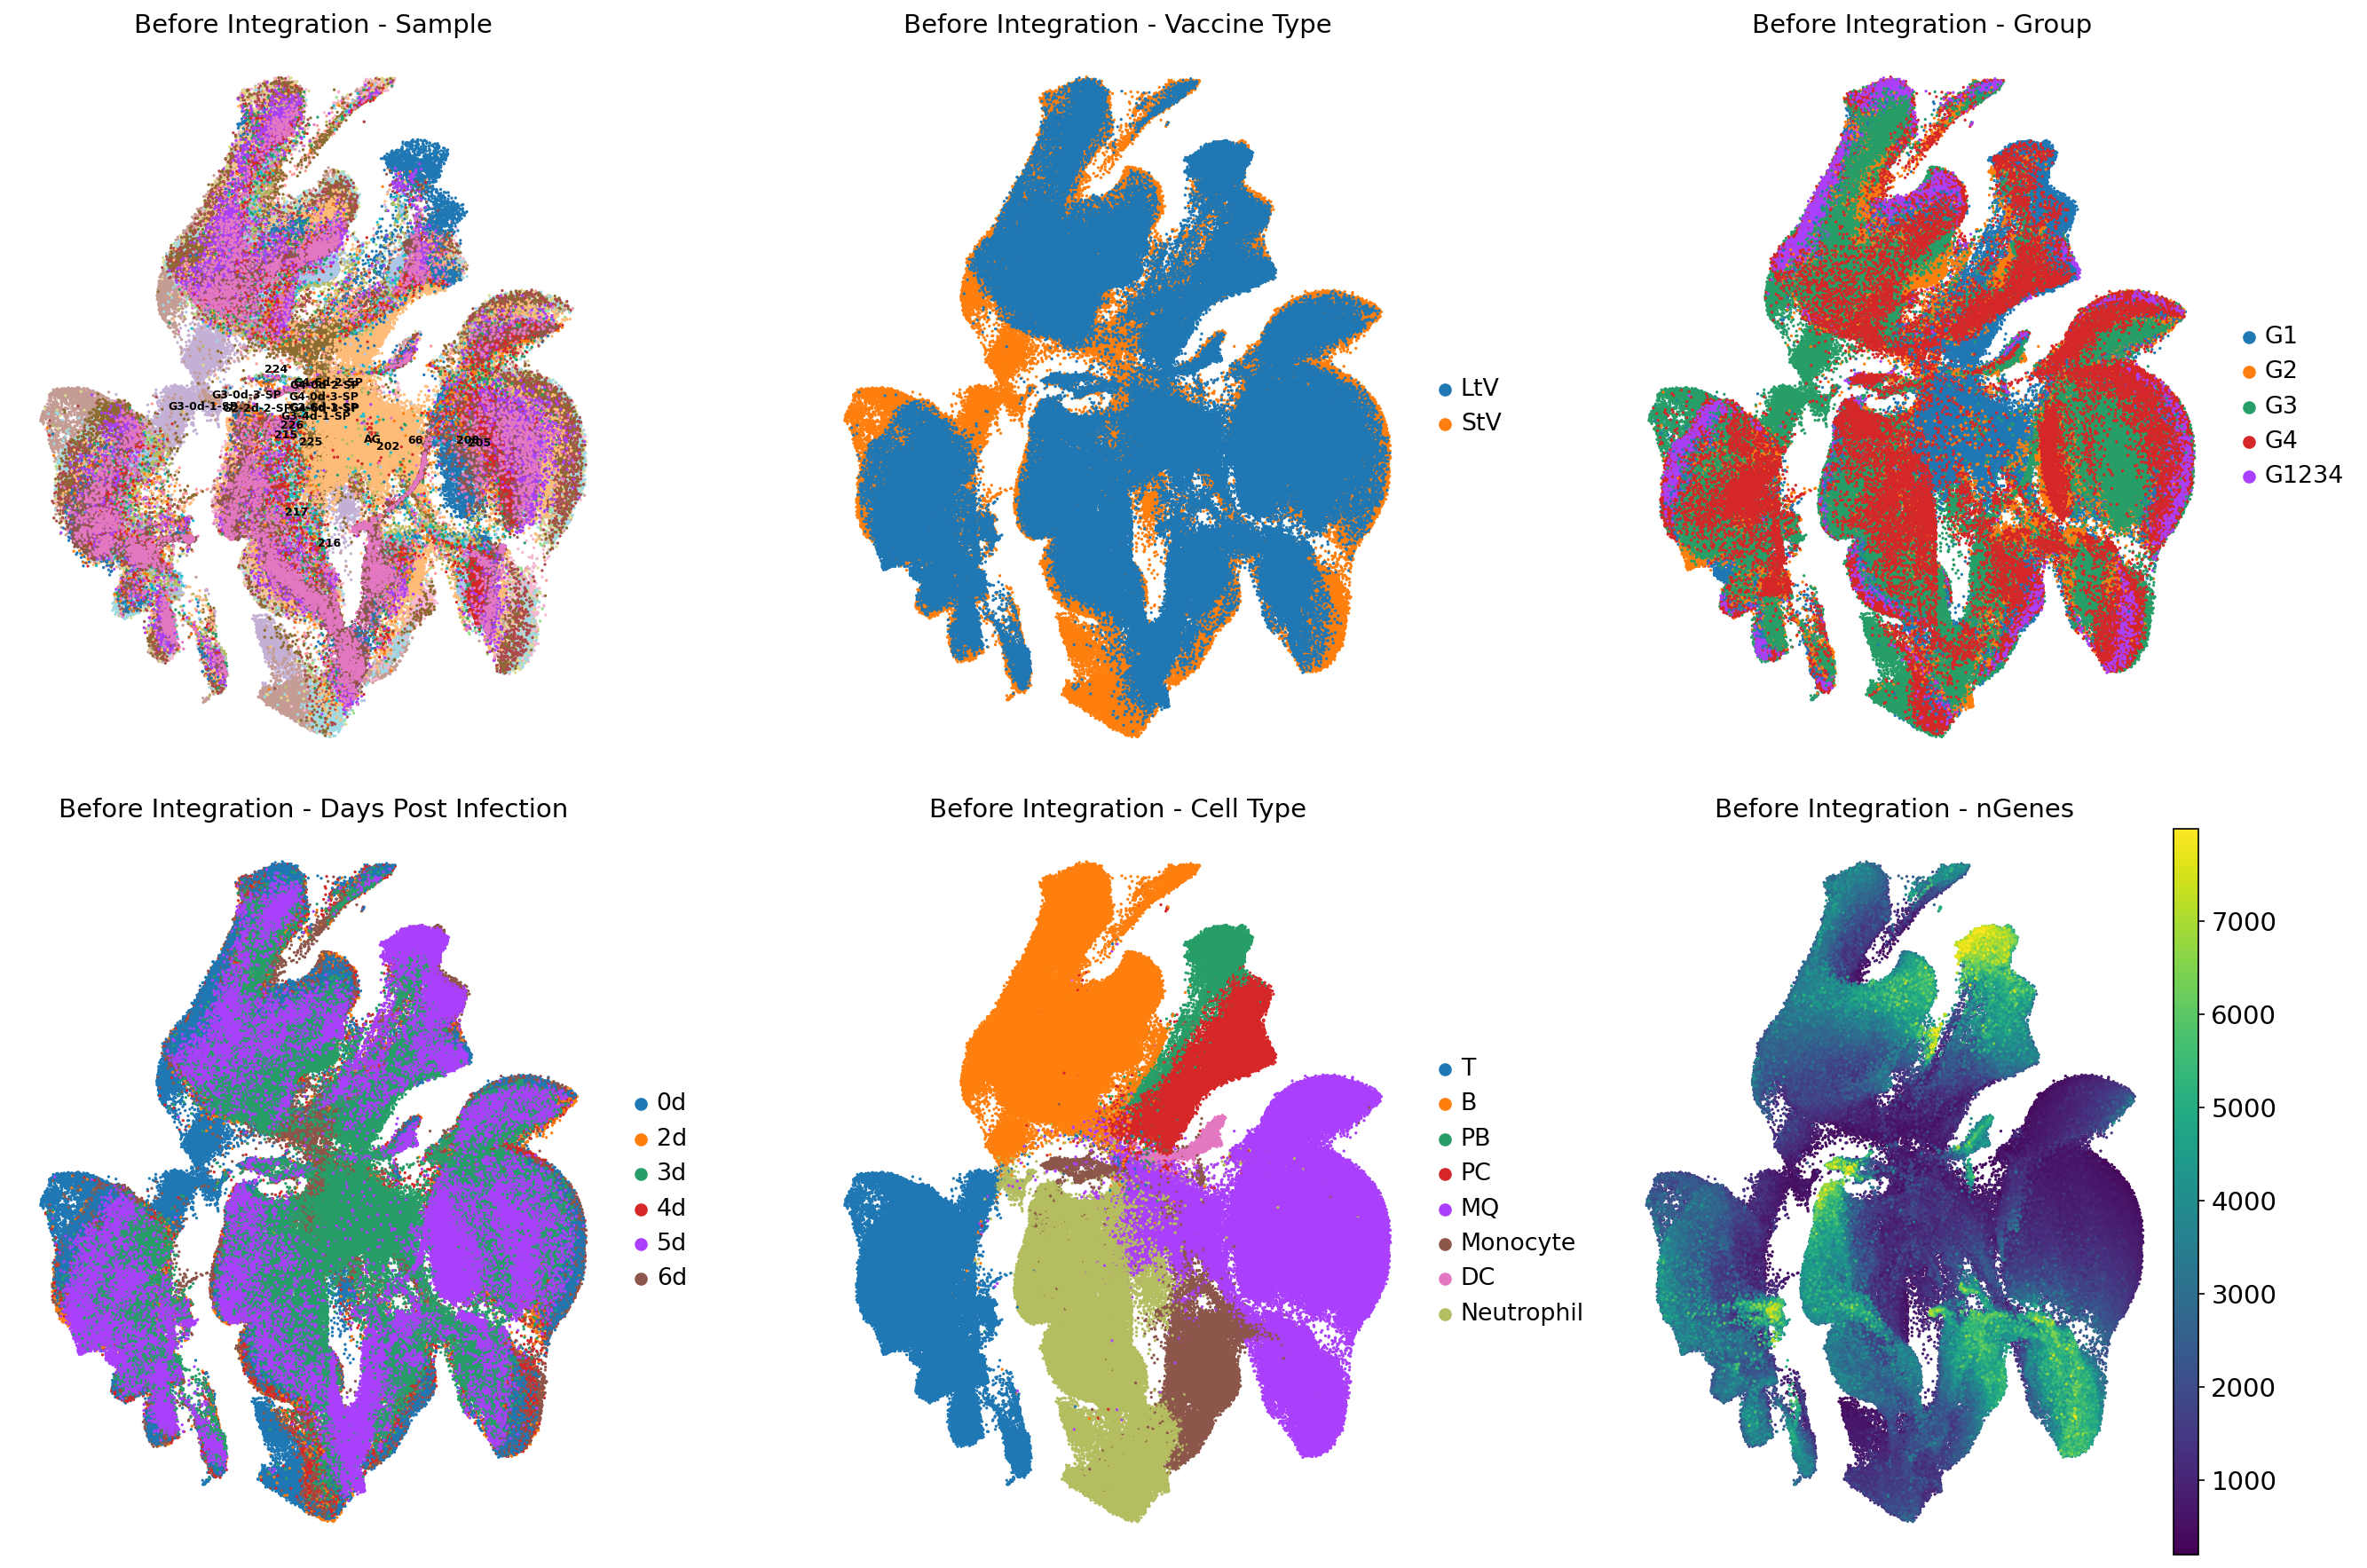 Before Integration - Sample
224
G3-0d-3-SP
G4-0d-3-SP
G3-4d-1-SP
226
215
225
AG
202
66
205
217
216
Before Integration - Vaccine Type
LtV
StV
Before Integration - Group
G1
G2
G3
G4
G1234
Before Integration - Days Post Infection
0d
2d
3d
4d
5d
6d
Before Integration - Cell Type
T
B
PB
PC
MQ
Monocyte
DC
Neutrophil
Before Integration - nGenes
7000
6000
5000
4000
3000
2000
1000